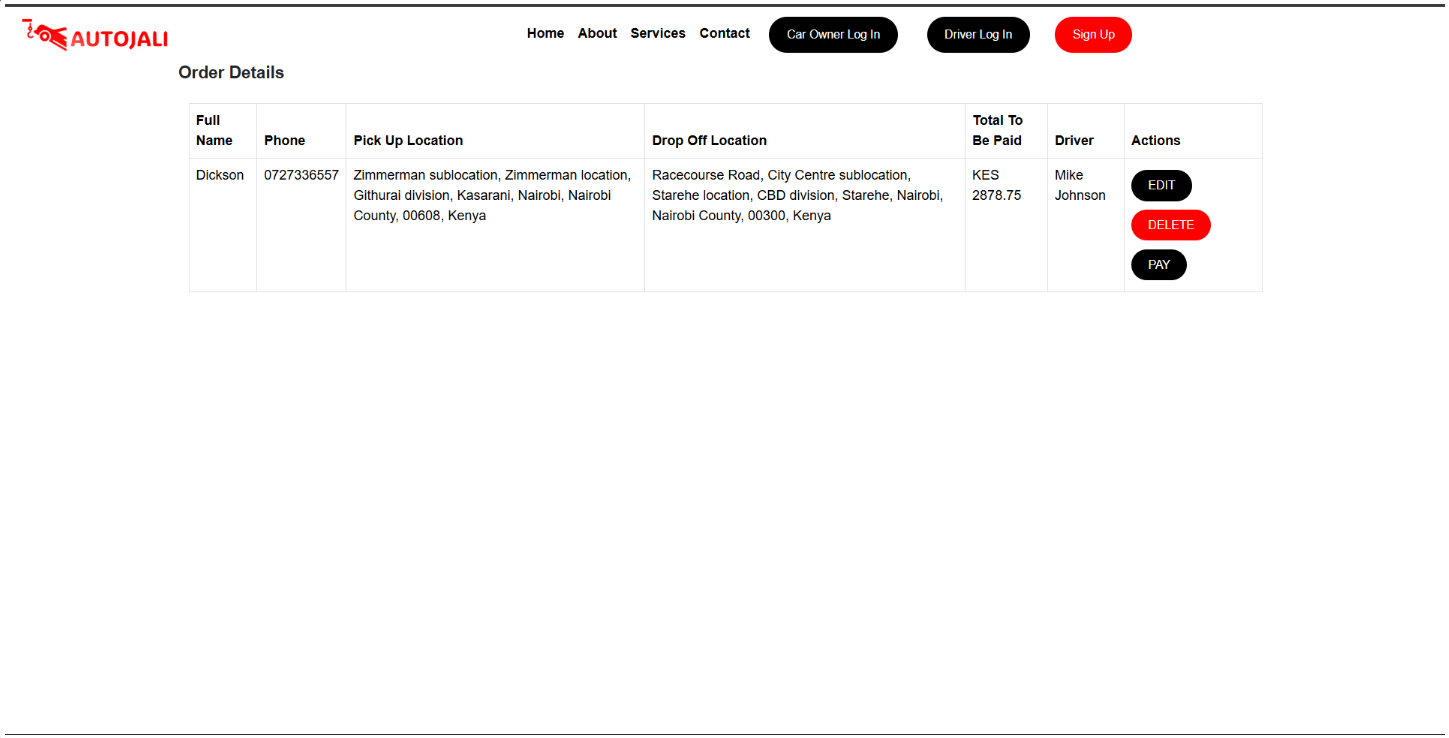 AUTOJALI
Home About Services Contact Car Owner Log In Driver Log In Sign Up
Order Details
Full Name Phone Pick Up Location Drop Off Location Total To Be Paid Driver Actions
Dickson 0727336557
Zimmerman sublocation, Zimmerman location,
Githurai division, Kasarani, Nairobi, Nairobi
County, 00608, Kenya
Racecourse Road, City Centre sublocation,
Starehe location, CBD division, Starehe, Nairobi,
Nairobi County, 00300, Kenya
KES
2878.75
Mike
Johnson
EDIT
DELETE
PAY